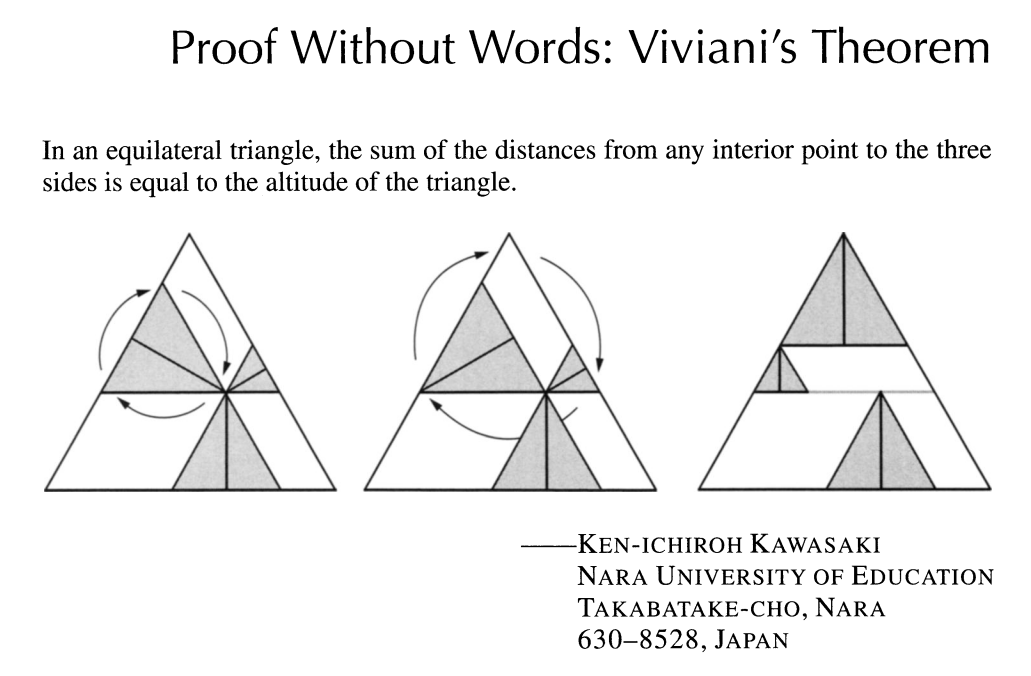 Proof Without Words: Viviani's Theorem
In an equilateral triangle, the sum of the distances from any interior point to the three
sides is equal to the altitude of the triangle.
——KEN-ICHIROH KAWASAKI
NARA UNIVERSITY OF EDUCATION
TAKABATAKE-CHO, NARA
630–8528, JAPAN